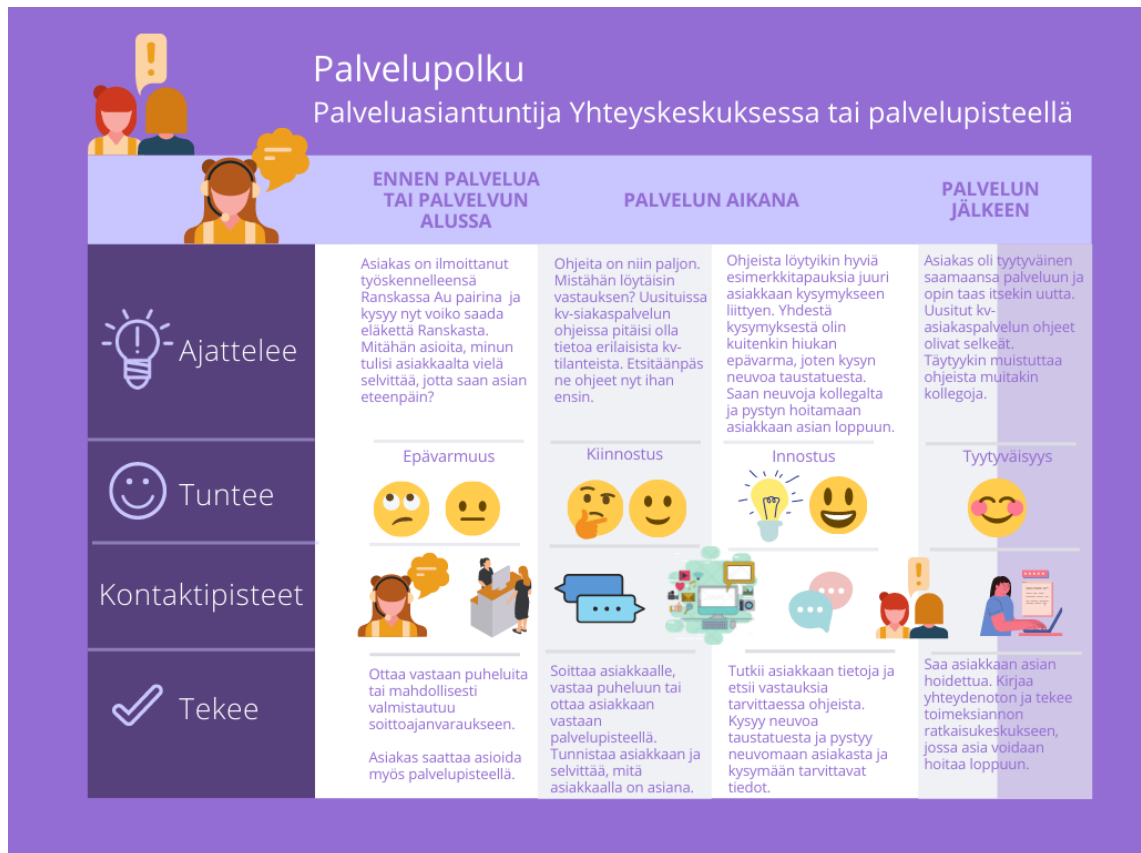 Palvelupolku
Palveluasiantuntija Yhteyskeskuksessa tai palvelupisteellä
ENNEN PALVELUA
TAI PALVELVUN
ALUSSA
PALVELUN AIKANA
PALVELUN
JÄLKEEN
Ajattelee
Asiakas on ilmoittanut
työskennelleensä
Ranskassa Au pairina ja
kysyy nyt voiko saada
eläkettä Ranskasta.
Mitähän asioita, minun
tulisi asiakkaalta vielä
selvittää, jotta saan asian
eteenpäin?
Ohjeita on niin paljon.
Mistähän löytäisin
vastauksen? Uusituissa
kv-siakaspalvelun
ohjeissa pitäisi olla
tietoa erilaisista kv-
tilanteista. Etsitäänpäs
ne ohjeet nyt ihan
ensin.
Ohjeista löytyikin hyviä
esimerkkitapauksia juuri
asiakkaan kysymykseen
liittyen. Yhdestä
kysymyksestä olin
kuitenkin hiukan
epävarma, joten kysyn
neuvoa taustatuesta.
Saan neuvoja kollegalta
ja pystyn hoitamaan
asiakkaan asian loppuun.
Asiakas oli tyytyväinen
saamaansa palveluun ja
opin taas itsekin uutta.
Uusitut kv-
asiakaspalvelun ohjeet
olivat selkeät.
Täytyykin muistuttaa
ohjeista muitakin
kollegoja.
Tuntee
Epävarmuus
Kiinnostus
Innostus
Tyytyväisyys
Kontaktipisteet
Tekee
Ottaa vastaan puheluita
tai mahdollisesti
valmistautuu
soittoajanvaraukseen.
Asiakas saattaa asioida
myös palvelupisteellä.
Soittaa asiakkaalle,
vastaa puheluun tai
ottaa asiakkaan
vastaan
palvelupisteellä.
Tunnistaa asiakkaan ja
selvittää, mitä
asiakkaalla on asiana.
Tutkii asiakkaan tietoja ja
etsii vastauksia
tarvittaessa ohjeista.
Kysyy neuvoa
taustatuesta ja pystyy
neuvomaan asiakasta ja
kysymään tarvittavat
tiedot.
Saa asiakkaan asian
hoidettua. Kirjaa
yhteydenoton ja tekee
toimeksiannon
ratkaisukeskukseen,
jossa asia voidaan
hoitaa loppuun.